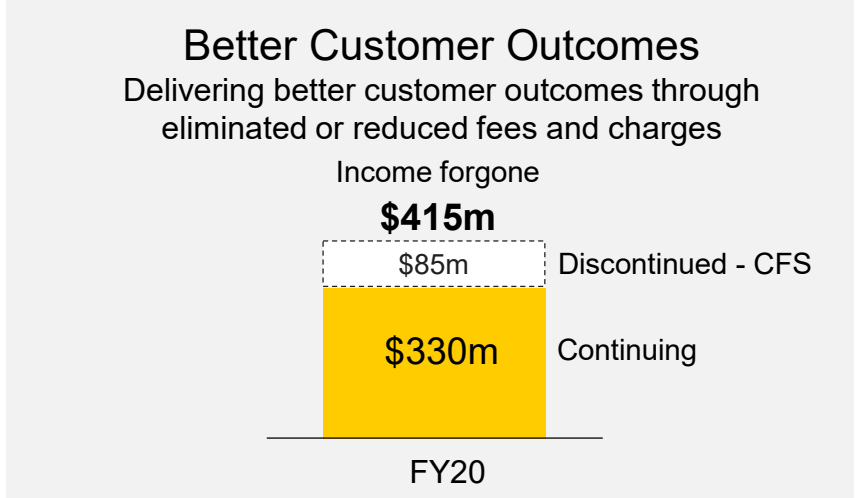 Better Customer Outcomes
Delivering better customer outcomes through
eliminated or reduced fees and charges
Income forgone
$415m
$85m
Discontinued - CFS
$330m
Continuing
FY20